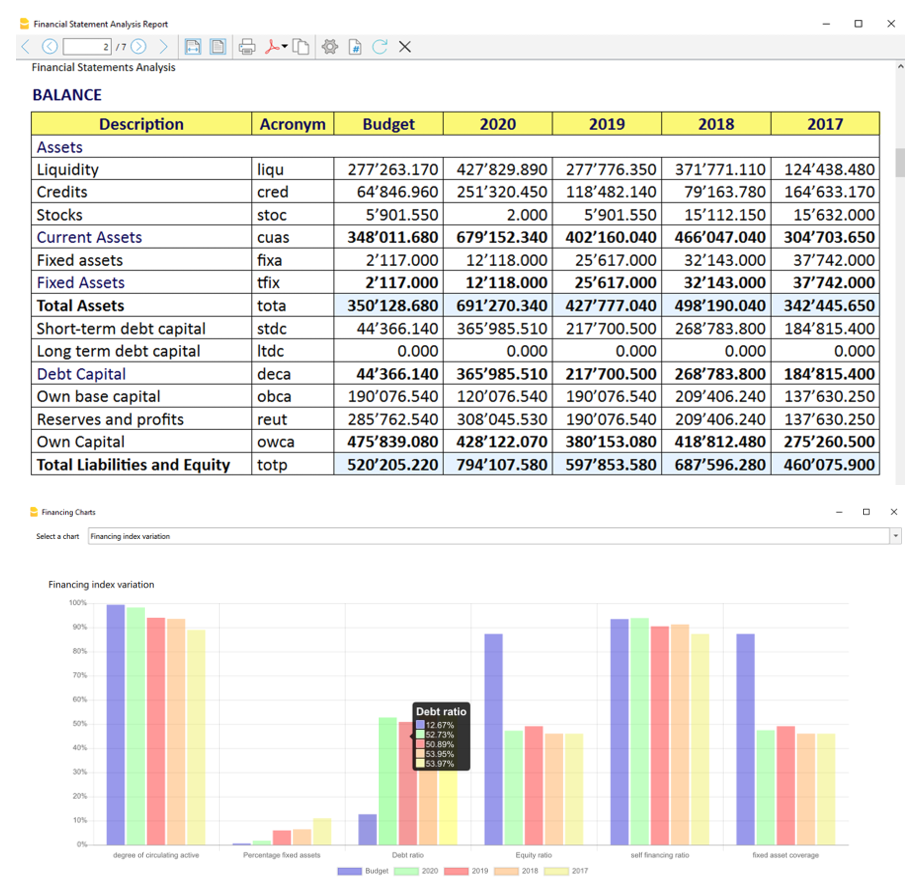 Financial Statement Analysis Report
2 / 7
Financial Statements Analysis
BALANCE
Description Acronym Budget 2020 2019 2018 2017
Assets
Liquidity liqu 277’263.170 427’829.890 277’776.350 371’771.110 124’438.480
Credits cred 64’846.960 251’320.450 118’482.140 79’163.780 164’633.170
Stocks stoc 5’901.550 2.000 5’901.550 15’112.150 15’632.000
Current Assets cuas 348’011.680 679’152.340 402’160.040 466’047.040 304’703.650
Fixed assets fixa 2’117.000 12’118.000 25’617.000 32’143.000 37’742.000
Fixed Assets tfix 2’117.000 12’118.000 25’617.000 32’143.000 37’742.000
Total Assets tota 350’128.680 691’270.340 427’777.040 498’190.040 342’445.650
Short-term debt capital stdc 44’366.140 365’985.510 217’700.500 268’783.800 184’815.400
Long term debt capital ltdc 0.000 0.000 0.000 0.000 0.000
Debt Capital deca 44’366.140 365’985.510 217’700.500 268’783.800 184’815.400
Own base capital obca 190’076.540 120’076.540 190’076.540 209’406.240 137’630.250
Reserves and profits reut 285’762.540 308’045.530 190’076.540 209’406.240 137’630.250
Own Capital owca 475’839.080 428’122.070 380’153.080 418’812.480 275’260.500
Total Liabilities and Equity totp 520’205.220 794’107.580 597’853.580 687’596.280 460’075.900
Financing Charts
Select a chart Financing index variation
Financing index variation
100%
90%
80%
70%
60%
50%
40%
30%
20%
10%
0%
Debt ratio
12.67%
52.73%
50.89%
53.95%
53.97%
degree of circulating active Percentage fixed assets Debt ratio Equity ratio self financing ratio fixed asset coverage
Budget 2020 2019 2018 2017